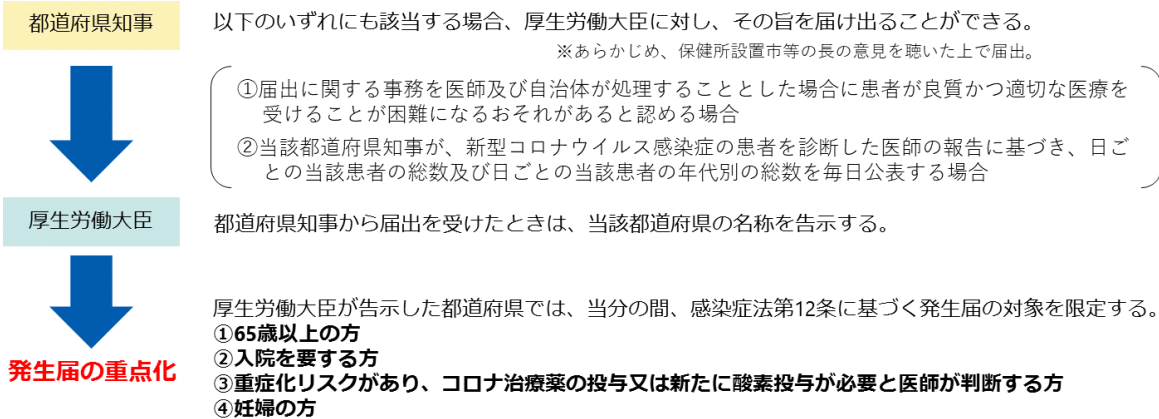 都道府県知事
以下のいずれにも該当する場合、厚生労働大臣に対し、その旨を届け出ることができる。
※あらかじめ、保健所設置市等の長の意見を聴いた上で届出。
①届出に関する事務を医師及び自治体が処理することとした場合に患者が良質かつ適切な医療を
受けることが困難になるおそれがあると認める場合
②当該都道府県知事が、新型コロナウイルス感染症の患者を診断した医師の報告に基づき、日ご
との当該患者の総数及び日ごとの当該患者の年代別の総数を毎日公表する場合
厚生労働大臣
都道府県知事から届出を受けたときは、当該都道府県の名称を告示する。
厚生労働大臣が告示した都道府県では、当分の間、感染症法第12条に基づく発生届の対象を限定する。
①65歳以上の方
②入院を要する方
発生届の重点化
③重症化リスクがあり、コロナ治療薬の投与又は新たに酸素投与が必要と医師が判断する方
④妊婦の方